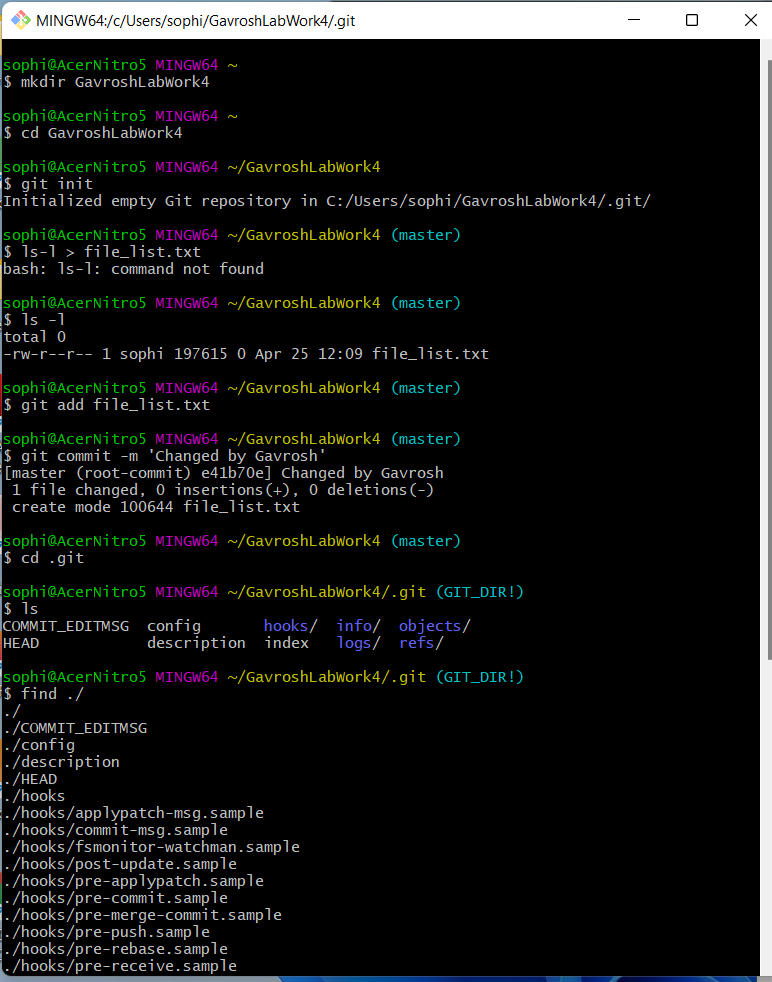 MINGW64:/c/Users/sophi/GavroshLabWork4/.git
sophi@AcerNitro5 MINGW64 ~
$ mkdir GavroshLabWork4
sophi@AcerNitro5 MINGW64 ~
$ cd GavroshLabWork4
sophi@AcerNitro5 MINGW64 ~/GavroshLabWork4
$ git init
Initialized empty Git repository in C:/Users/sophi/GavroshLabWork4/.git/
sophi@AcerNitro5 MINGW64 ~/GavroshLabWork4 (master)
$ ls-l > file_list.txt
bash: ls-l: command not found
sophi@AcerNitro5 MINGW64 ~/GavroshLabWork4 (master)
$ ls -l
total 0
-rw-r--r-- 1 sophi 197615 0 Apr 25 12:09 file_list.txt
sophi@AcerNitro5 MINGW64 ~/GavroshLabWork4 (master)
$ git add file_list.txt
sophi@AcerNitro5 MINGW64 ~/GavroshLabWork4 (master)
$ git commit -m 'Changed by Gavrosh'
[master (root-commit) e41b70e] Changed by Gavrosh
 1 file changed, 0 insertions(+), 0 deletions(-)
 create mode 100644 file_list.txt
sophi@AcerNitro5 MINGW64 ~/GavroshLabWork4 (master)
$ cd .git
sophi@AcerNitro5 MINGW64 ~/GavroshLabWork4/.git (GIT_DIR!)
$ ls
COMMIT_EDITMSG  config       hooks/  info/  objects/
HEAD            description  index   logs/  refs/
sophi@AcerNitro5 MINGW64 ~/GavroshLabWork4/.git (GIT_DIR!)
$ find ./
./
./COMMIT_EDITMSG
./config
./description
./HEAD
./hooks
./hooks/applypatch-msg.sample
./hooks/commit-msg.sample
./hooks/fsmonitor-watchman.sample
./hooks/post-update.sample
./hooks/pre-applypatch.sample
./hooks/pre-commit.sample
./hooks/pre-merge-commit.sample
./hooks/pre-push.sample
./hooks/pre-rebase.sample
./hooks/pre-receive.sample